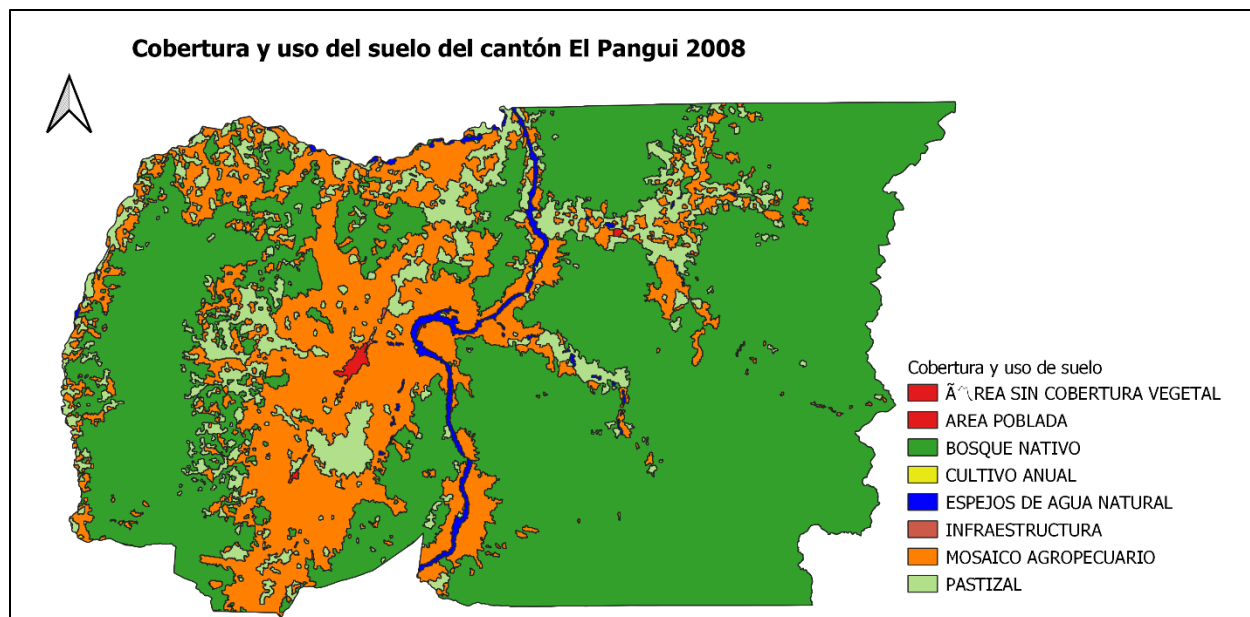 Cobertura y uso del suelo del cantón El Pangui 2008
Cobertura y uso de suelo
Ã\REA SIN COBERTURA VEGETAL
AREA POBLADA
BOSQUE NATIVO
CULTIVO ANUAL
ESPEJOS DE AGUA NATURAL
INFRAESTRUCTURA
MOSAICO AGROPECUARIO
PASTIZAL